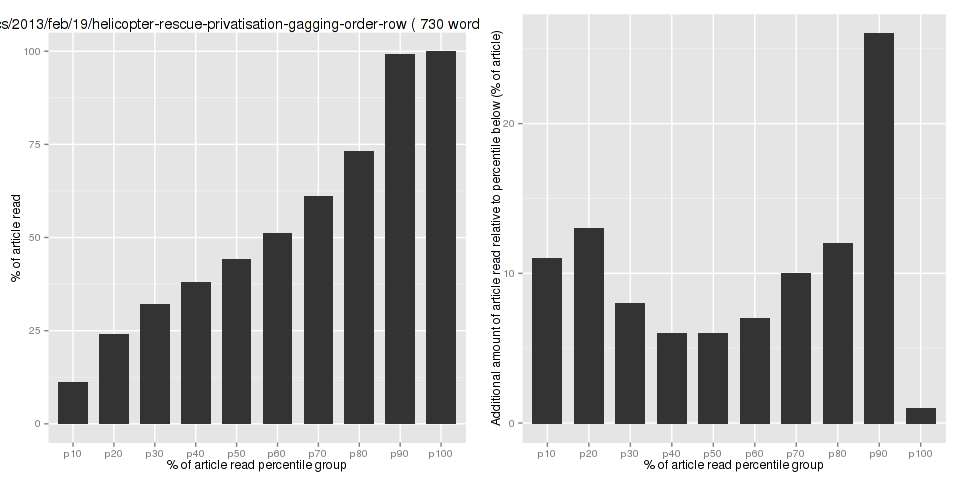 cs/2013/feb/19/helicopter-rescue-privatisation-gagging-order-row ( 730 word
% of article read
100
75
50
25
0
p10 p20 p30 p40 p50 p60 p70 p80 p90 p100
% of article read percentile group
Additional amount of article read relative to percentile below (% of article)
20
10
0
p10 p20 p30 p40 p50 p60 p70 p80 p90 p100
% of article read percentile group